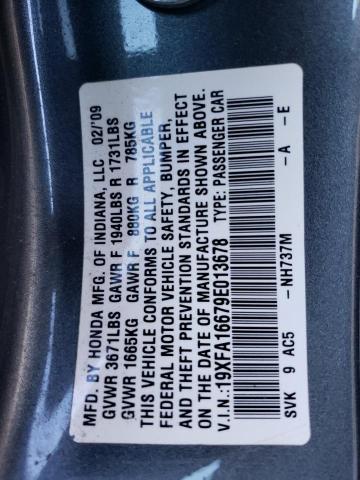 MFD. BY HONDA MFG. OF INDIANA, LLC 02/'09
GVWR 3671LBS GAWR F 1940LBS R 1731LBS
GVWR 1665KG GAWR F 880KG R 785KG
THIS VEHICLE CONFORMS TO ALL APPLICABLE
FEDERAL MOTOR VEHICLE SAFETY, BUMPER,
AND THEFT PREVENTION STANDARDS IN EFFECT
ON THE DATE OF MANUFACTURE SHOWN ABOVE.
V.I.N.:19XFA16679E013678 TYPE: PASSENGER CAR
SVK 9 AC5 -NH737M -A -E